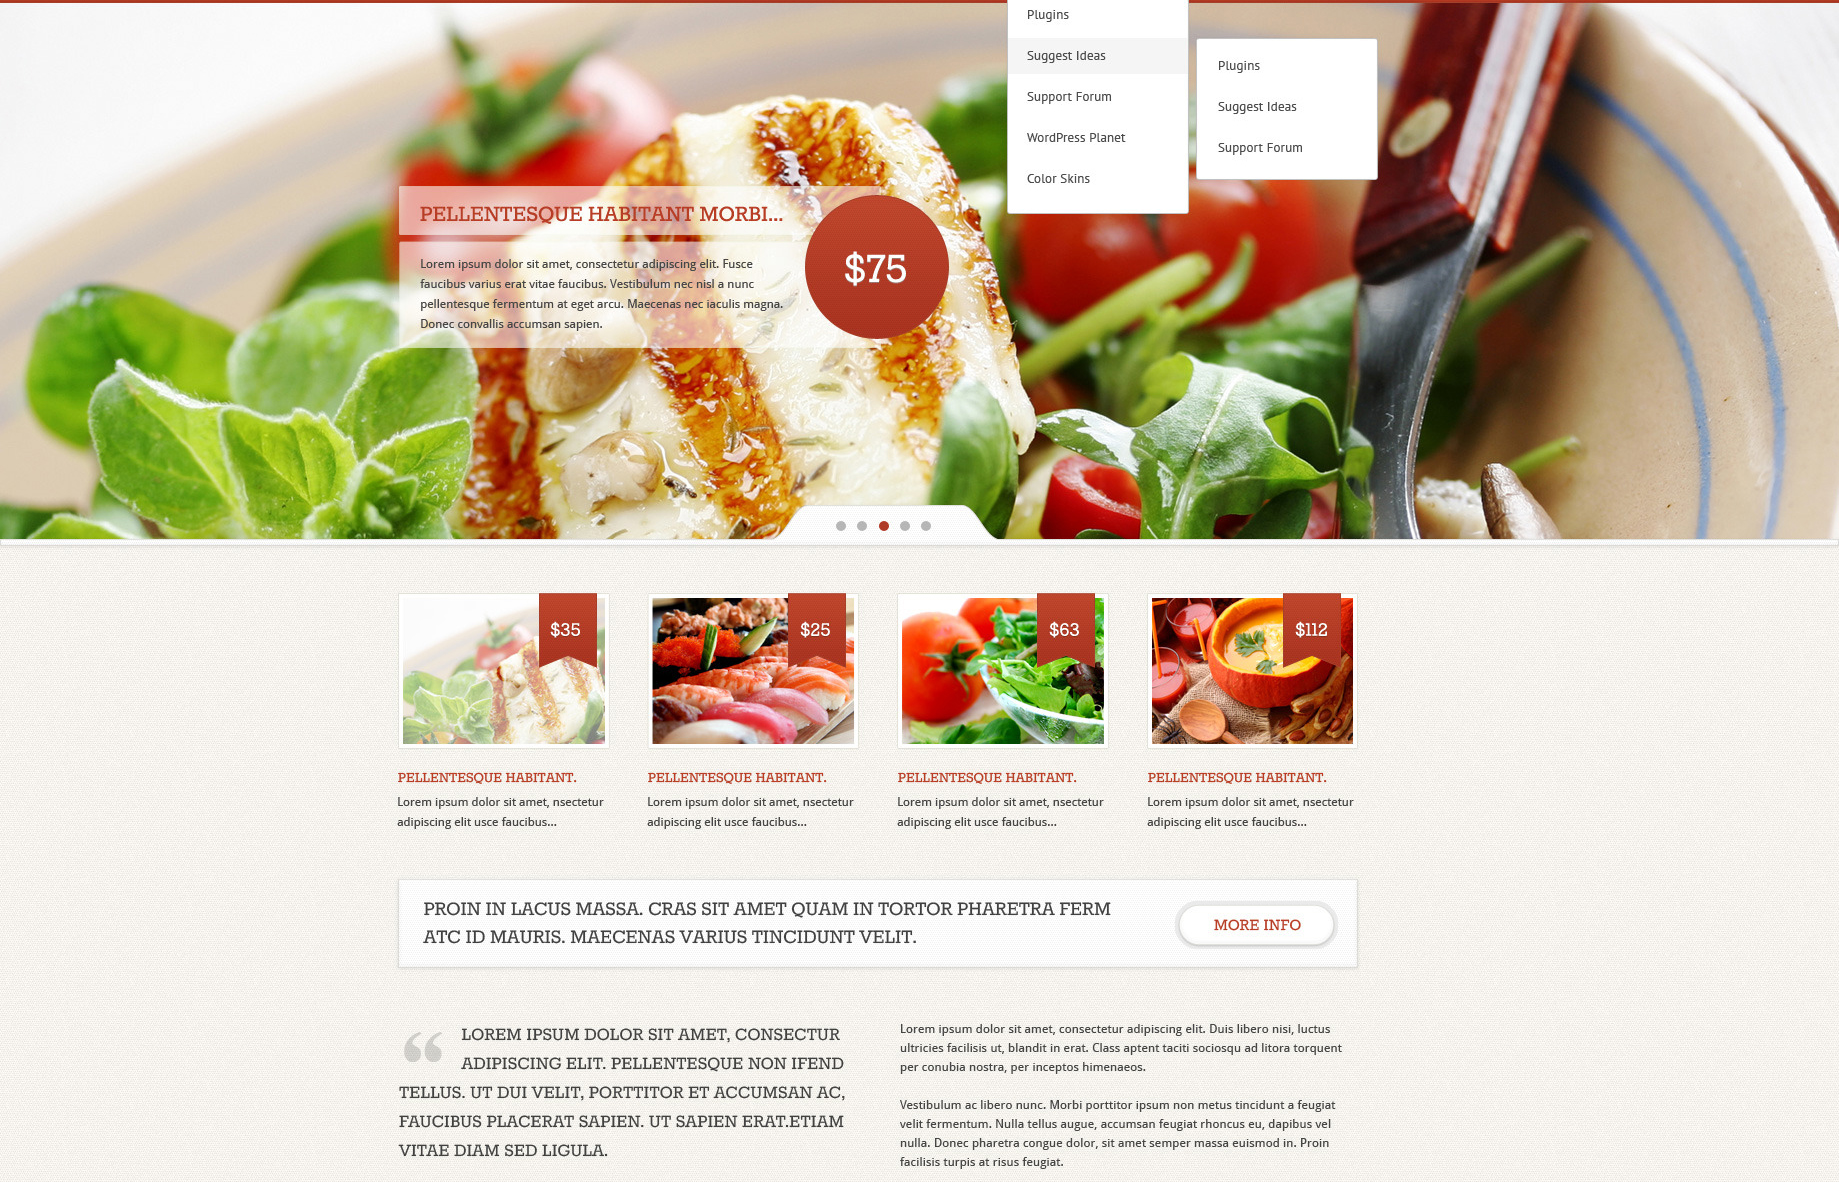 Plugins
Suggest Ideas
Support Forum
WordPress Planet
Color Skins
Plugins
Suggest Ideas
Support Forum
PELLENTESQUE HABITANT MORBI...
Lorem ipsum dolor sit amet, consectetur adipiscing elit. Fusce
faucibus varius erat vitae faucibus. Vestibulum nec nisl a nunc
pellentesque fermentum at eget arcu. Maecenas nec iaculis magna.
Donec convallis accumsan sapien.
$75
$35
$25
$63
$112
PELLENTESQUE HABITANT.
Lorem ipsum dolor sit amet, nsectetur
adipiscing elit usce faucibus...
PELLENTESQUE HABITANT.
Lorem ipsum dolor sit amet, nsectetur
adipiscing elit usce faucibus...
PELLENTESQUE HABITANT.
Lorem ipsum dolor sit amet, nsectetur
adipiscing elit usce faucibus...
PELLENTESQUE HABITANT.
Lorem ipsum dolor sit amet, nsectetur
adipiscing elit usce faucibus...
PROIN IN LACUS MASSA. CRAS SIT AMET QUAM IN TORTOR PHARETRA FERM
ATC ID MAURIS. MAECENAS VARIUS TINCIDUNT VELIT.
MORE INFO
“ LOREM IPSUM DOLOR SIT AMET, CONSECTUR
ADIPISCING ELIT. PELLENTESQUE NON IFEND
TELLUS. UT DUI VELIT, PORTTITOR ET ACCUMSAN AC,
FAUCIBUS PLACERAT SAPIEN. UT SAPIEN ERAT.ETIAM
VITAE DIAM SED LIGULA.
Lorem ipsum dolor sit amet, consectetur adipiscing elit. Duis libero nisi, luctus
ultricies facilisis ut, blandit in erat. Class aptent taciti sociosqu ad litora torquent
per conubia nostra, per inceptos himenaeos.
Vestibulum ac libero nunc. Morbi porttitor ipsum non metus tincidunt a feugiat
velit fermentum. Nulla tellus augue, accumsan feugiat rhoncus eu, dapibus vel
nulla. Donec pharetra congue dolor, sit amet semper massa euismod in. Proin
facilisis turpis at risus feugiat.